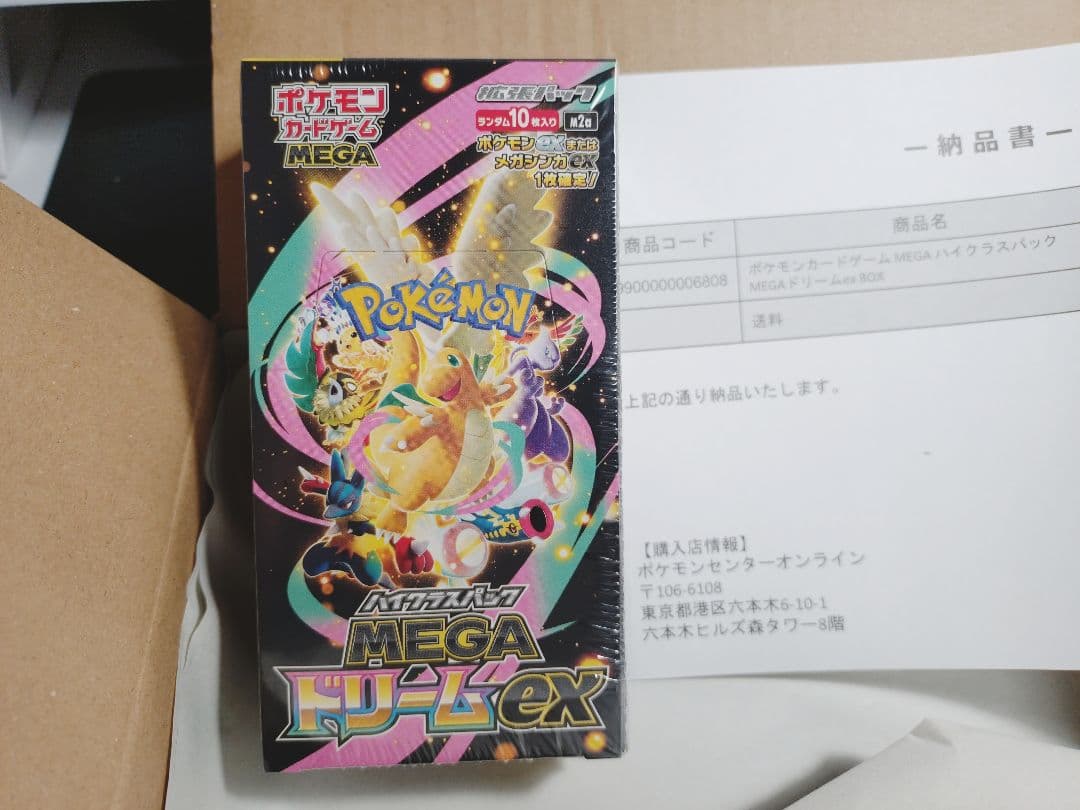 ポケモン
カードゲーム
MEGA
拡張パック
ランダム10枚入り M2a
ポケモンexまたは
メガシンカex
1枚確定!
POKÉMON
ハイクラスパック
MEGA
ドリームex
ー納品書ー
商品コード 商品名
900000006808 ポケモンカードゲーム MEGA ハイクラスパック
MEGAドリームex BOX
送料
上記の通り納品いたします。
【購入店情報】
ポケモンセンターオンライン
〒106-6108
東京都港区六本木6-10-1
六本木ヒルズ森タワー8階